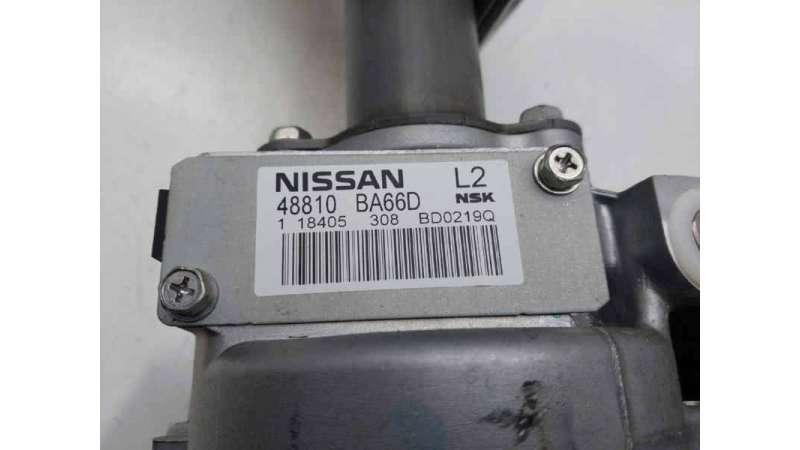 NISSAN L2
48810 BA66D NSK
1 18405 308 BD0219Q